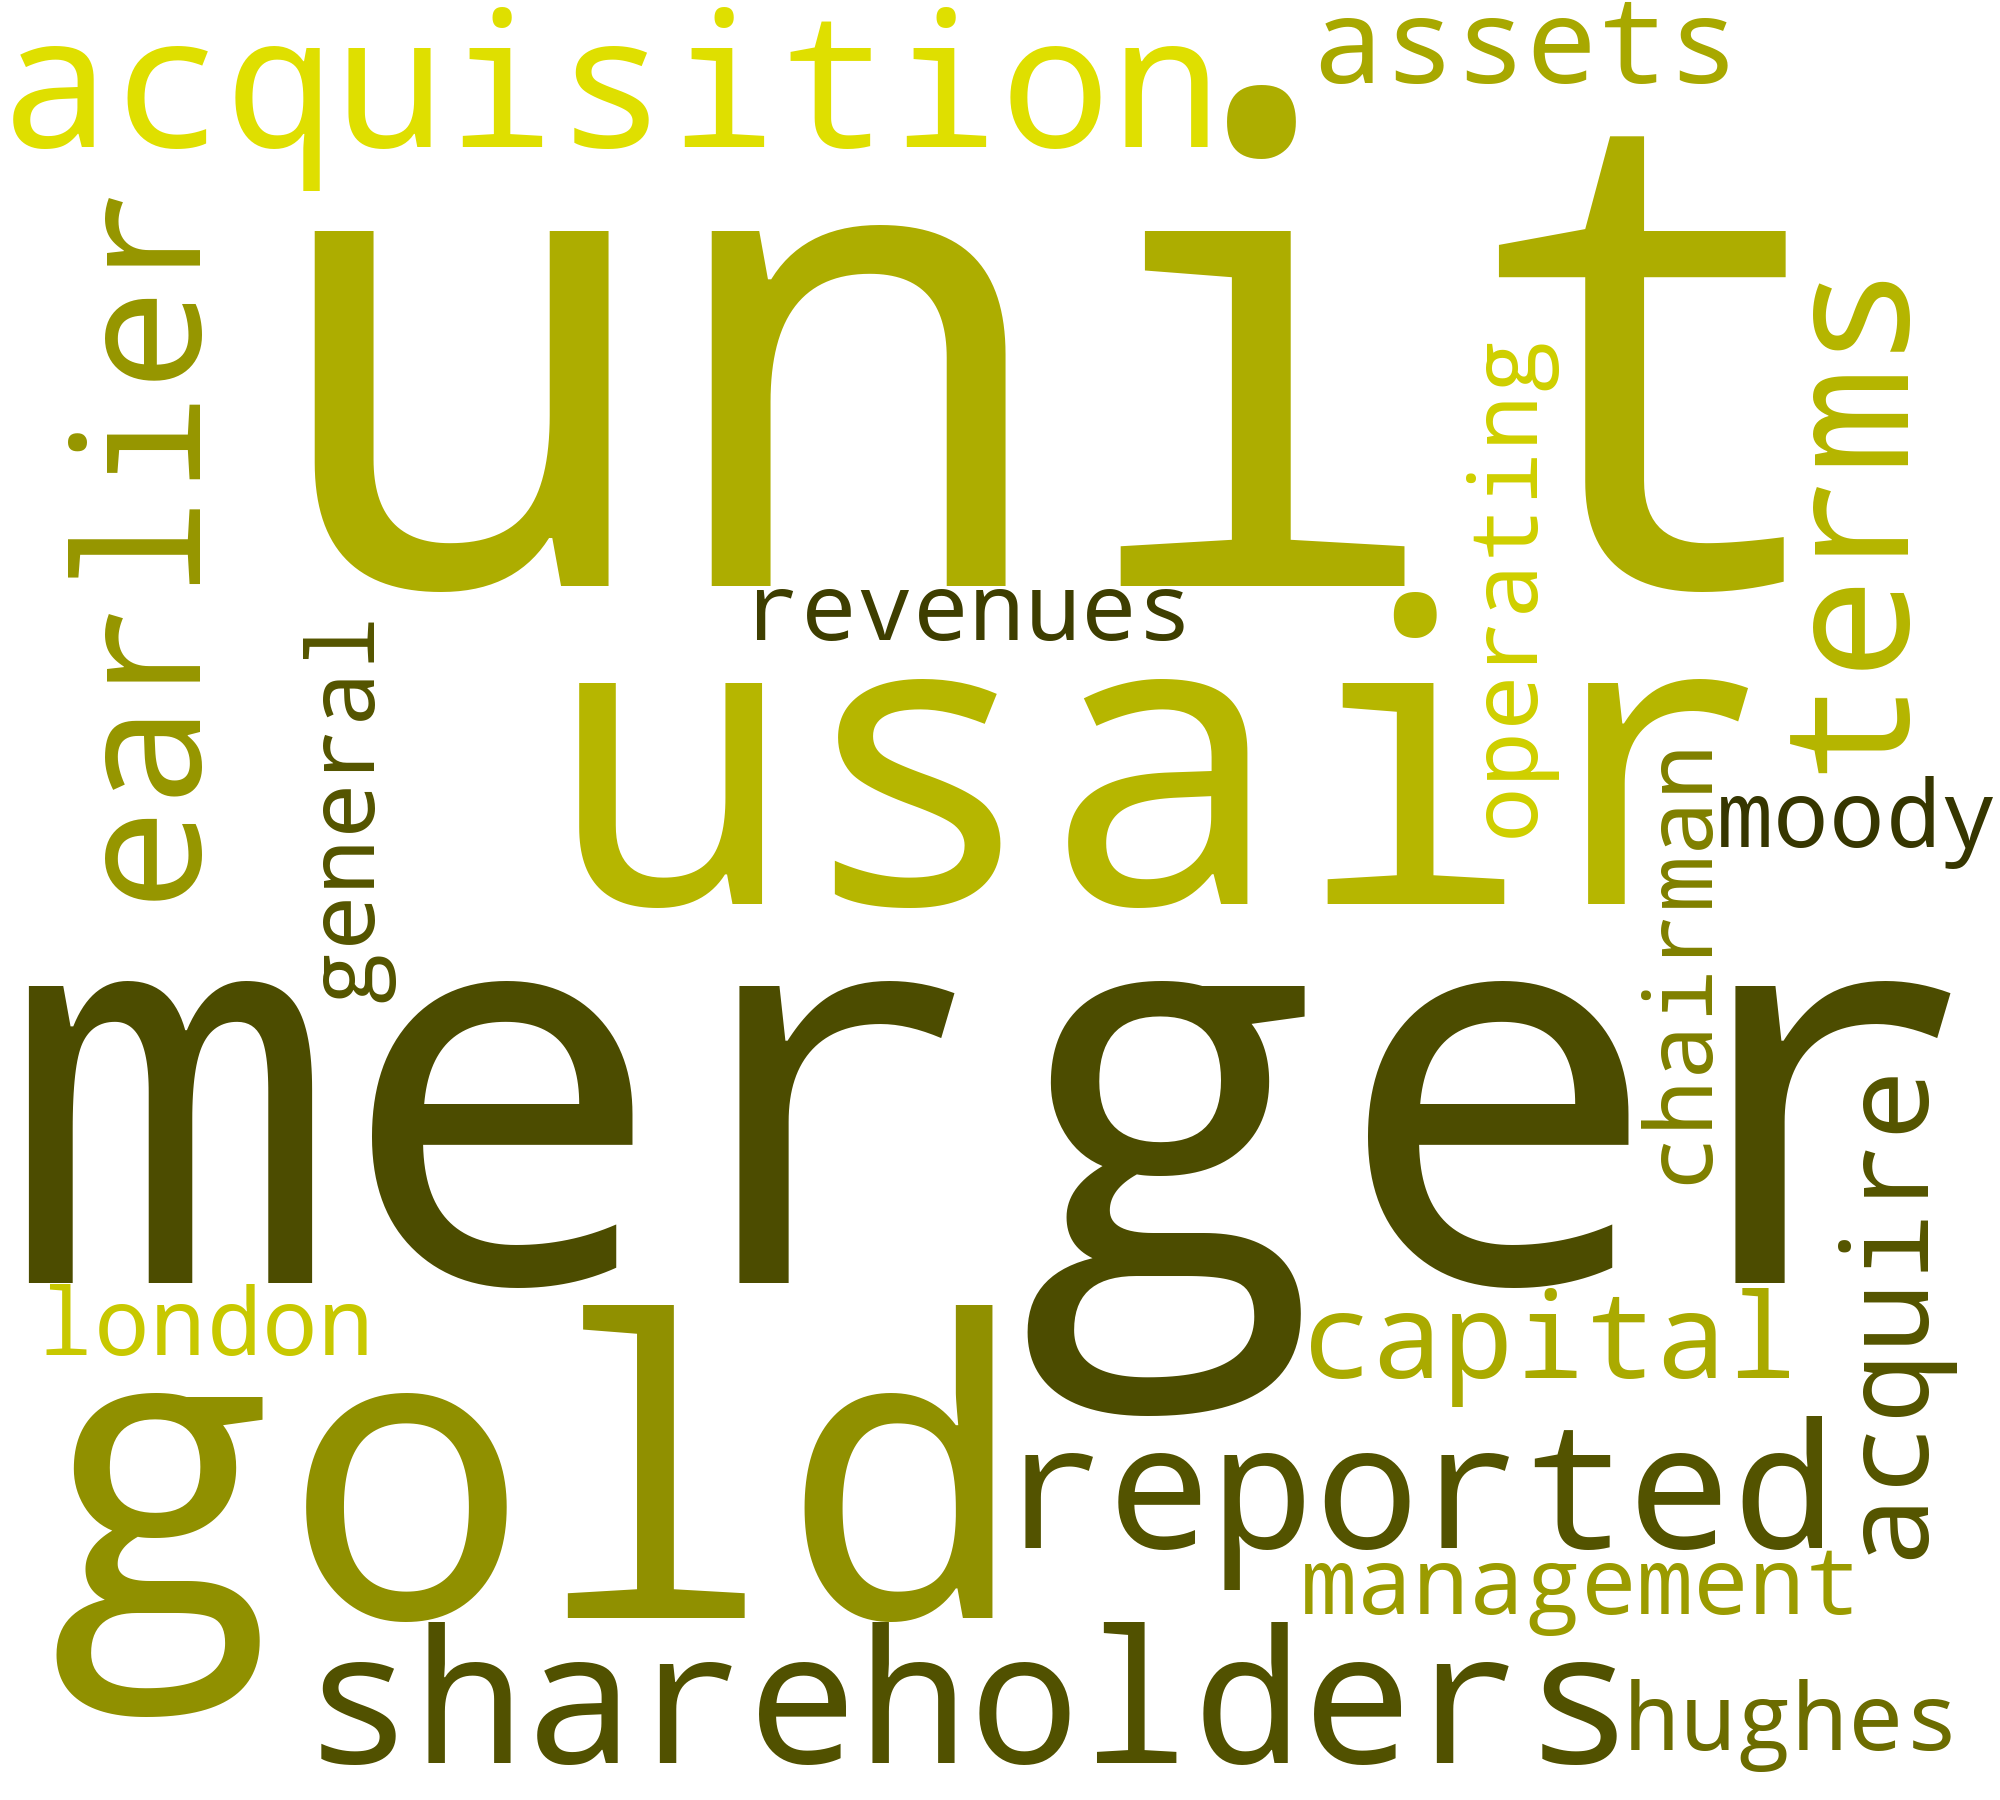 acquisition
assets
earlier
unit
operating
terms
revenues
general
usair
chairman
moody
merger
acquire
london
capital
gold
reported
management
shareholders
hughes